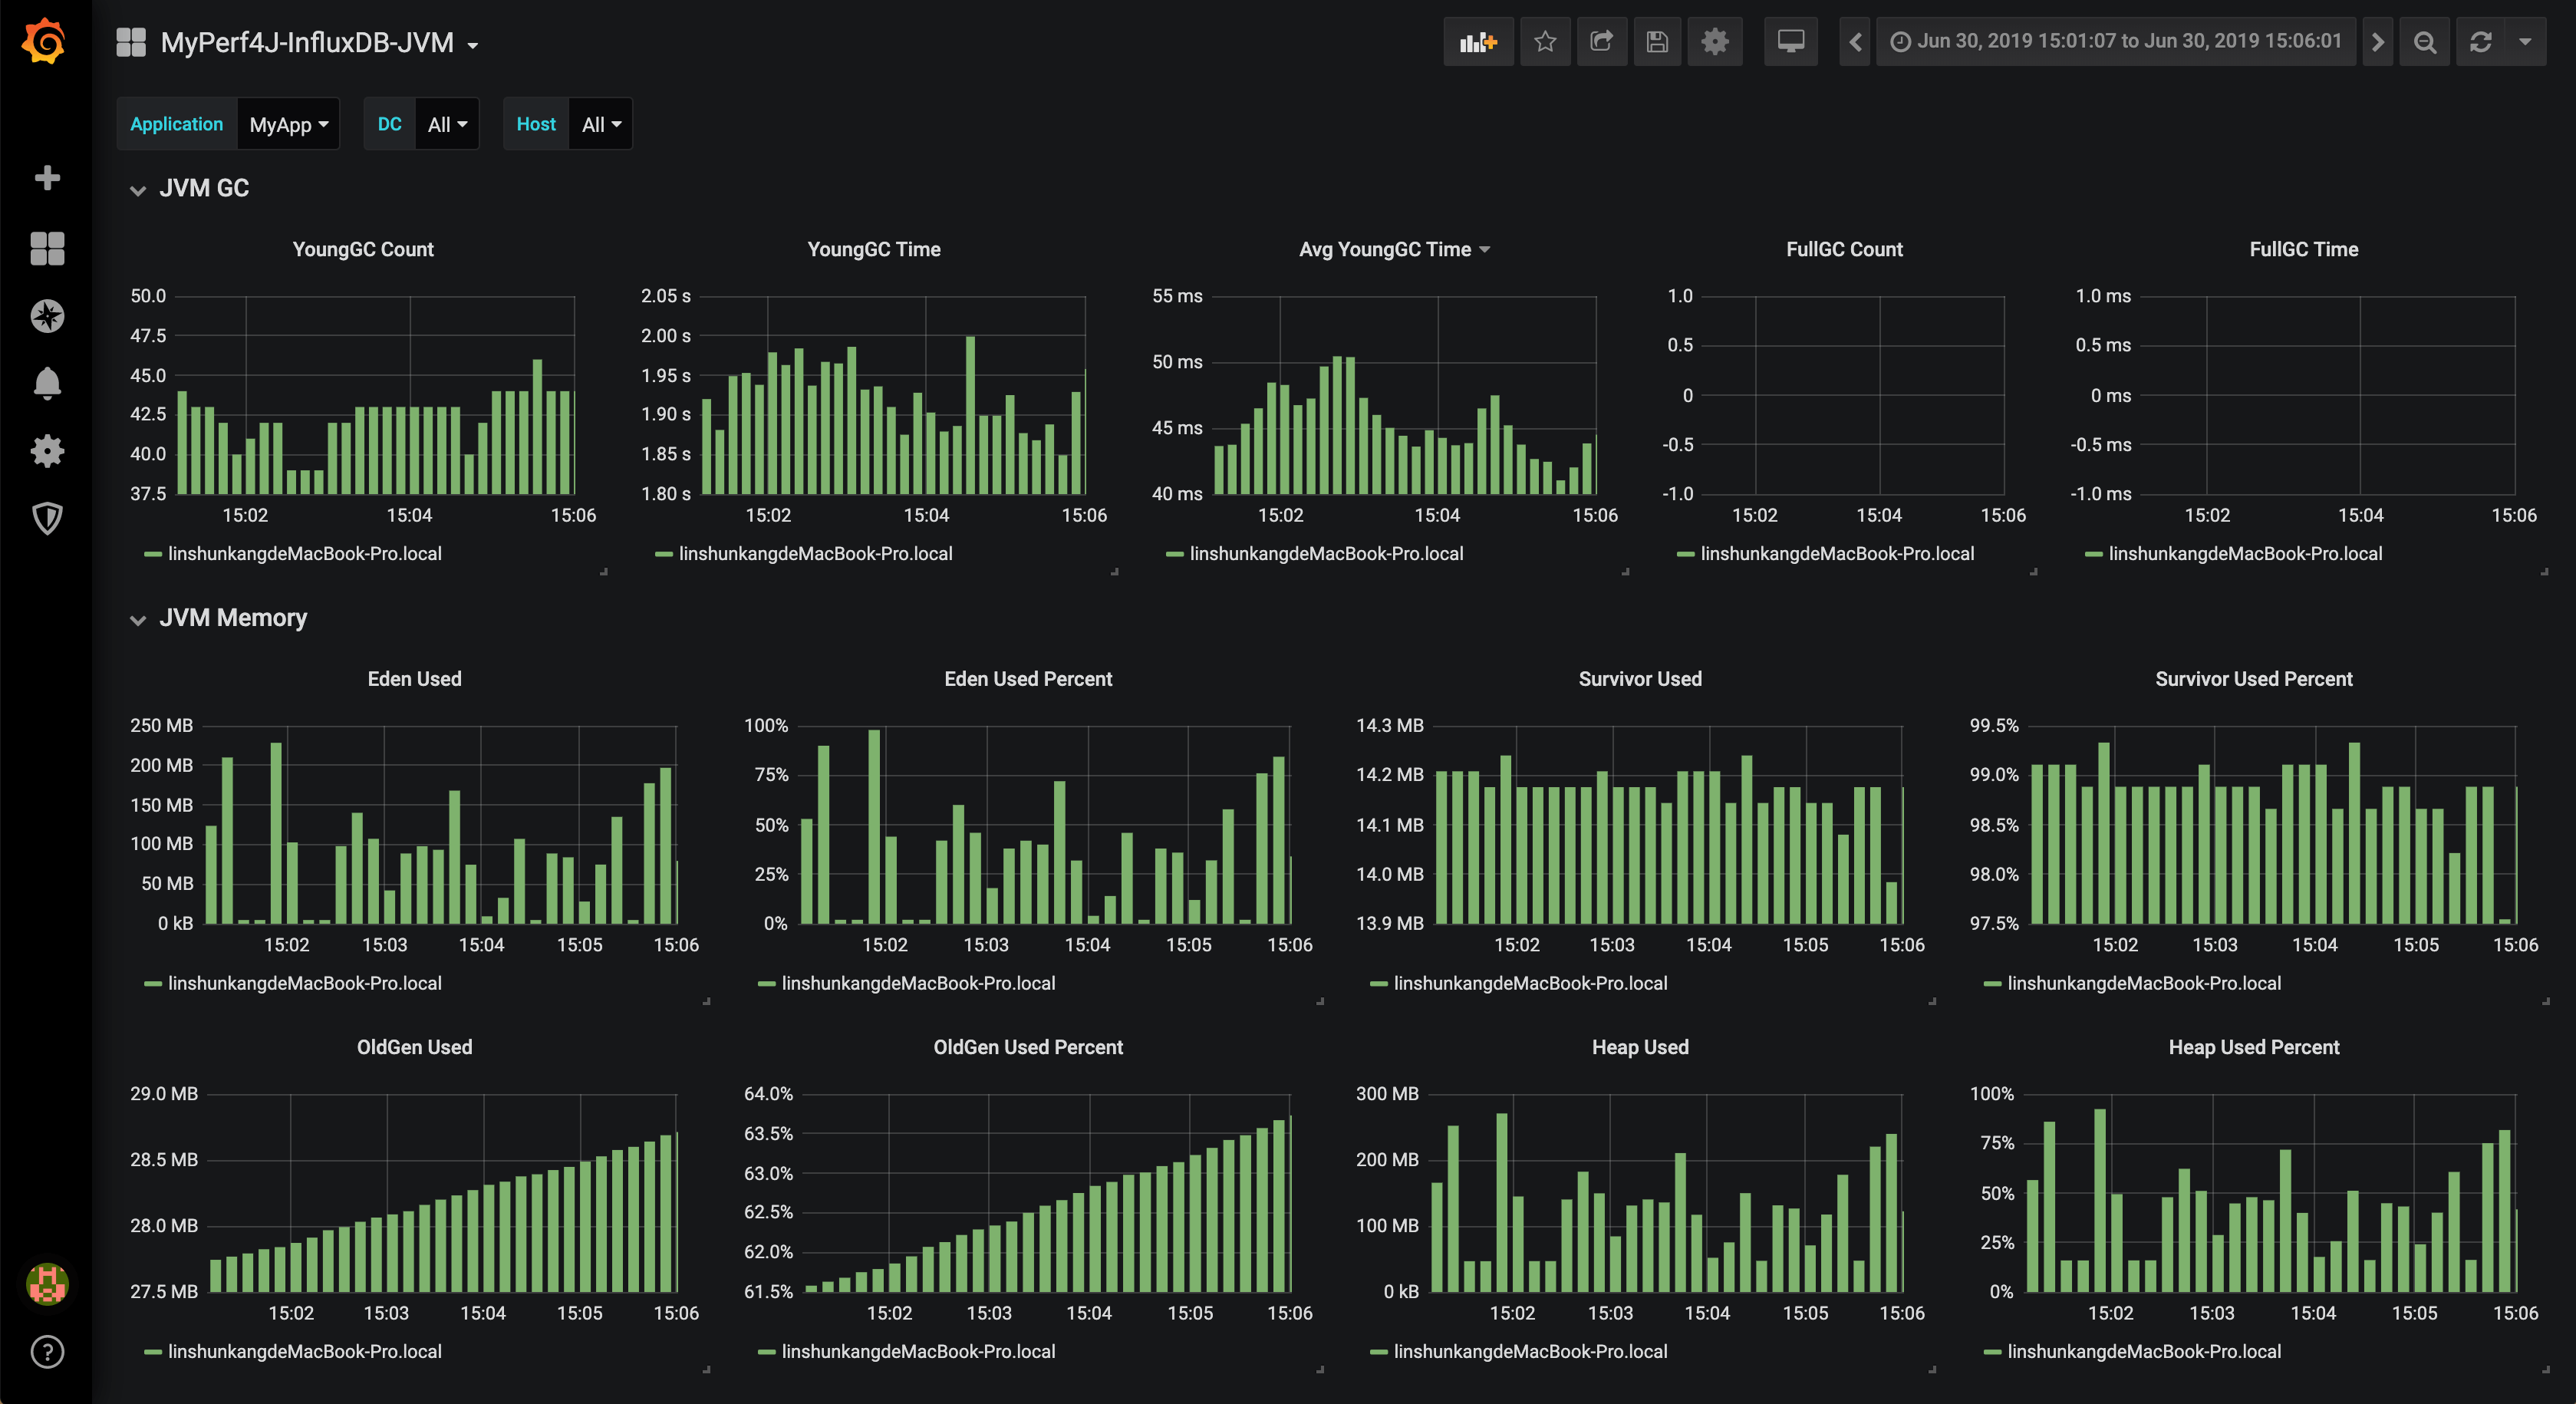 MyPerf4J-InfluxDB-JVM
Jun 30, 2019 15:01:07 to Jun 30, 2019 15:06:01
Application MyApp DC All Host All
JVM GC
YoungGC Count
50.0
47.5
45.0
42.5
40.0
37.5
15:02 15:04 15:06
linshunkangdeMacBook-Pro.local
YoungGC Time
2.05 s
2.00 s
1.95 s
1.90 s
1.85 s
1.80 s
15:02 15:04 15:06
linshunkangdeMacBook-Pro.local
Avg YoungGC Time
55 ms
50 ms
45 ms
40 ms
15:02 15:04 15:06
linshunkangdeMacBook-Pro.local
FullGC Count
1.0
0.5
0
-0.5
-1.0
15:02 15:04 15:06
linshunkangdeMacBook-Pro.local
FullGC Time
1.0 ms
0.5 ms
0 ms
-0.5 ms
-1.0 ms
15:02 15:04 15:06
linshunkangdeMacBook-Pro.local
JVM Memory
Eden Used
250 MB
200 MB
150 MB
100 MB
50 MB
0 kB
15:02 15:03 15:04 15:05 15:06
linshunkangdeMacBook-Pro.local
Eden Used Percent
100%
75%
50%
25%
0%
15:02 15:03 15:04 15:05 15:06
linshunkangdeMacBook-Pro.local
Survivor Used
14.3 MB
14.2 MB
14.1 MB
14.0 MB
13.9 MB
15:02 15:03 15:04 15:05 15:06
linshunkangdeMacBook-Pro.local
Survivor Used Percent
99.5%
99.0%
98.5%
98.0%
97.5%
15:02 15:03 15:04 15:05 15:06
linshunkangdeMacBook-Pro.local
OldGen Used
29.0 MB
28.5 MB
28.0 MB
27.5 MB
15:02 15:03 15:04 15:05 15:06
linshunkangdeMacBook-Pro.local
OldGen Used Percent
64.0%
63.5%
63.0%
62.5%
62.0%
61.5%
15:02 15:03 15:04 15:05 15:06
linshunkangdeMacBook-Pro.local
Heap Used
300 MB
200 MB
100 MB
0 kB
15:02 15:03 15:04 15:05 15:06
linshunkangdeMacBook-Pro.local
Heap Used Percent
100%
75%
50%
25%
0%
15:02 15:03 15:04 15:05 15:06
linshunkangdeMacBook-Pro.local